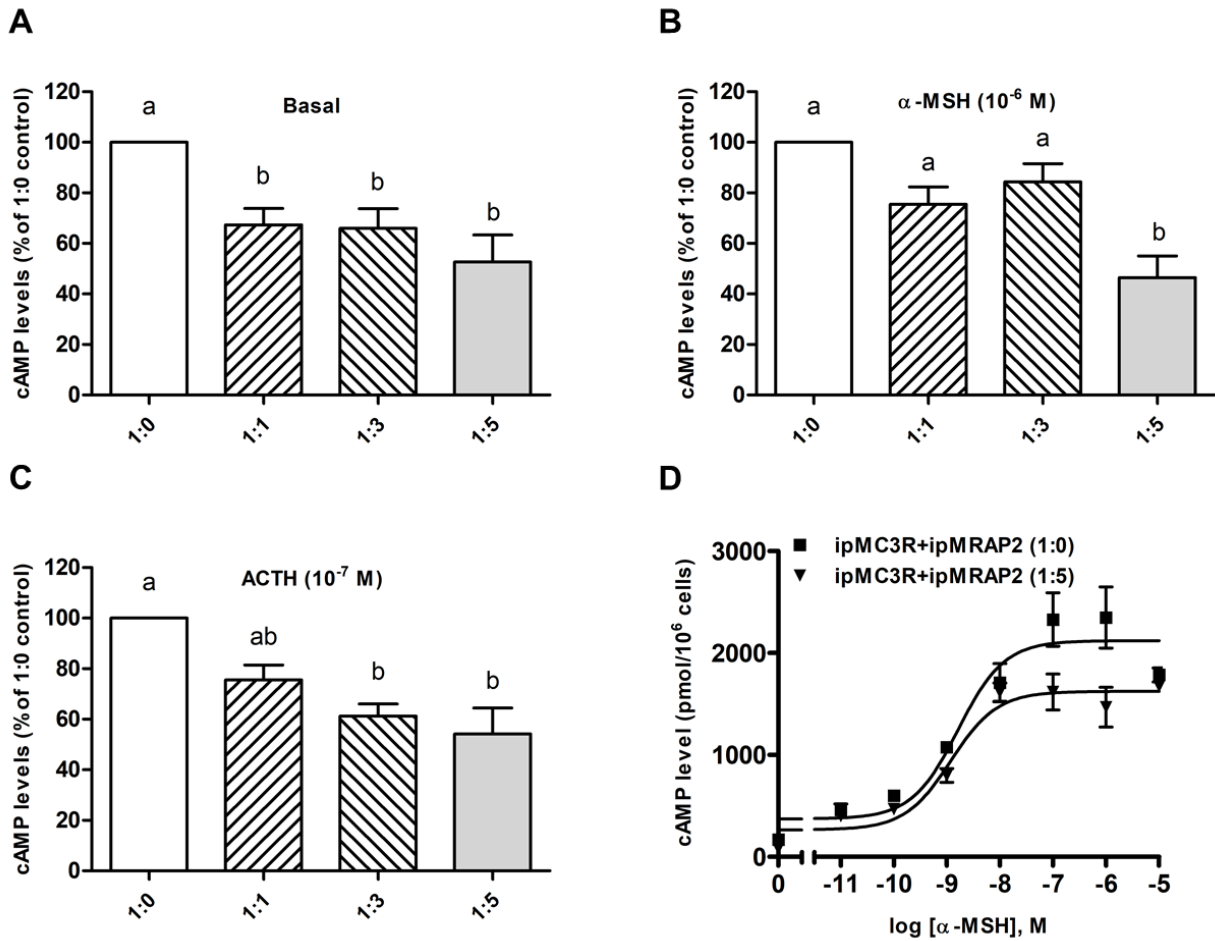 A
cAMP levels (% of 1:0 control)
120
100
80
60
40
20
0
Basal
a
b
b
b
1:0
1:1
1:3
1:5
B
cAMP levels (% of 1:0 control)
120
100
80
60
40
20
0
α-MSH (10⁻⁶ M)
a
a
a
b
1:0
1:1
1:3
1:5
C
cAMP levels (% of 1:0 control)
120
100
80
60
40
20
0
ACTH (10⁻⁷ M)
a
ab
b
b
1:0
1:1
1:3
1:5
D
ipMC3R+ipMRAP2 (1:0)
ipMC3R+ipMRAP2 (1:5)
cAMP level (pmol/10⁶ cells)
3000
2000
1000
0
0 -11 -10 -9 -8 -7 -6 -5
log [α-MSH], M